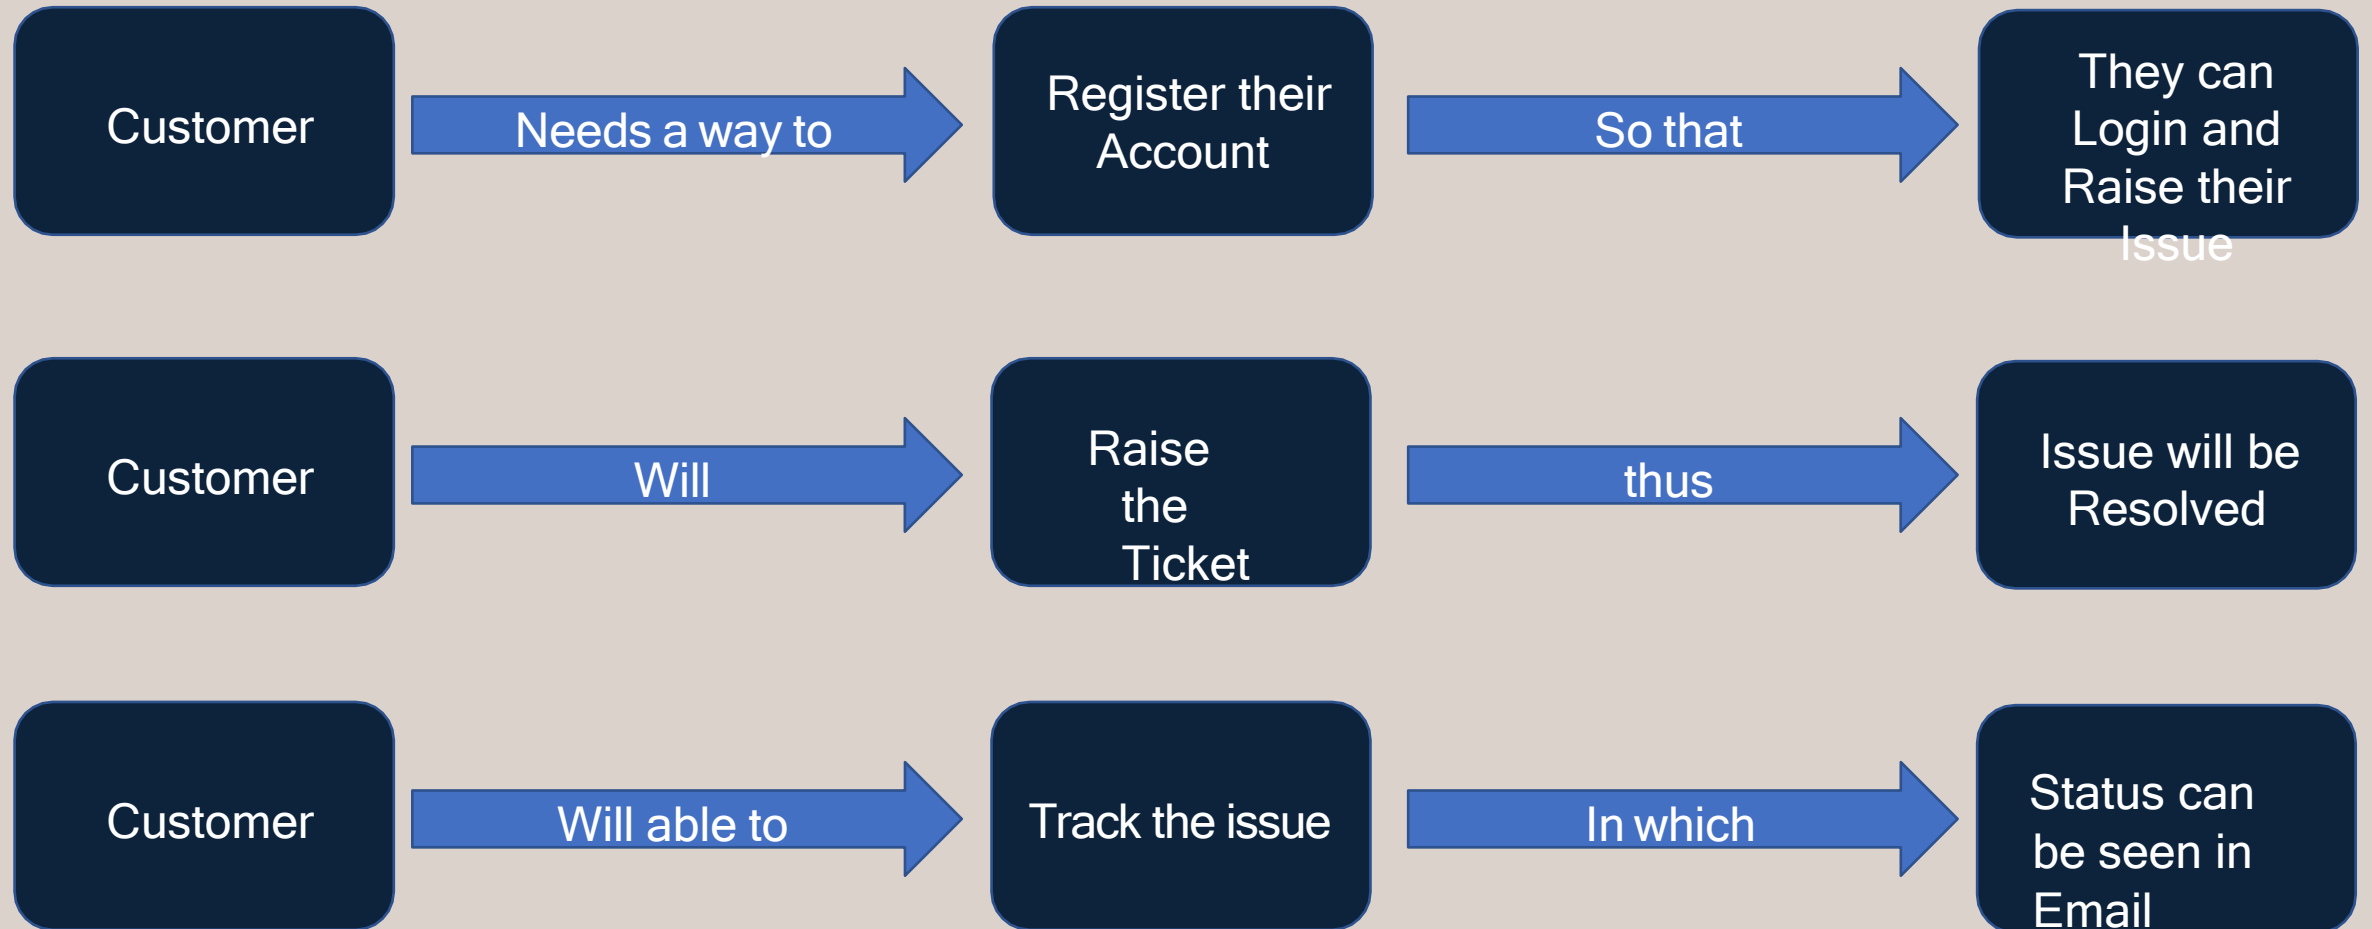 Customer
Needs a way to
Register their
Account
So that
They can
Login and
Raise their
Issue
Customer
Will
Raise
the
Ticket
thus
Issue will be
Resolved
Customer
Will able to
Track the issue
In which
Status can
be seen in
Email